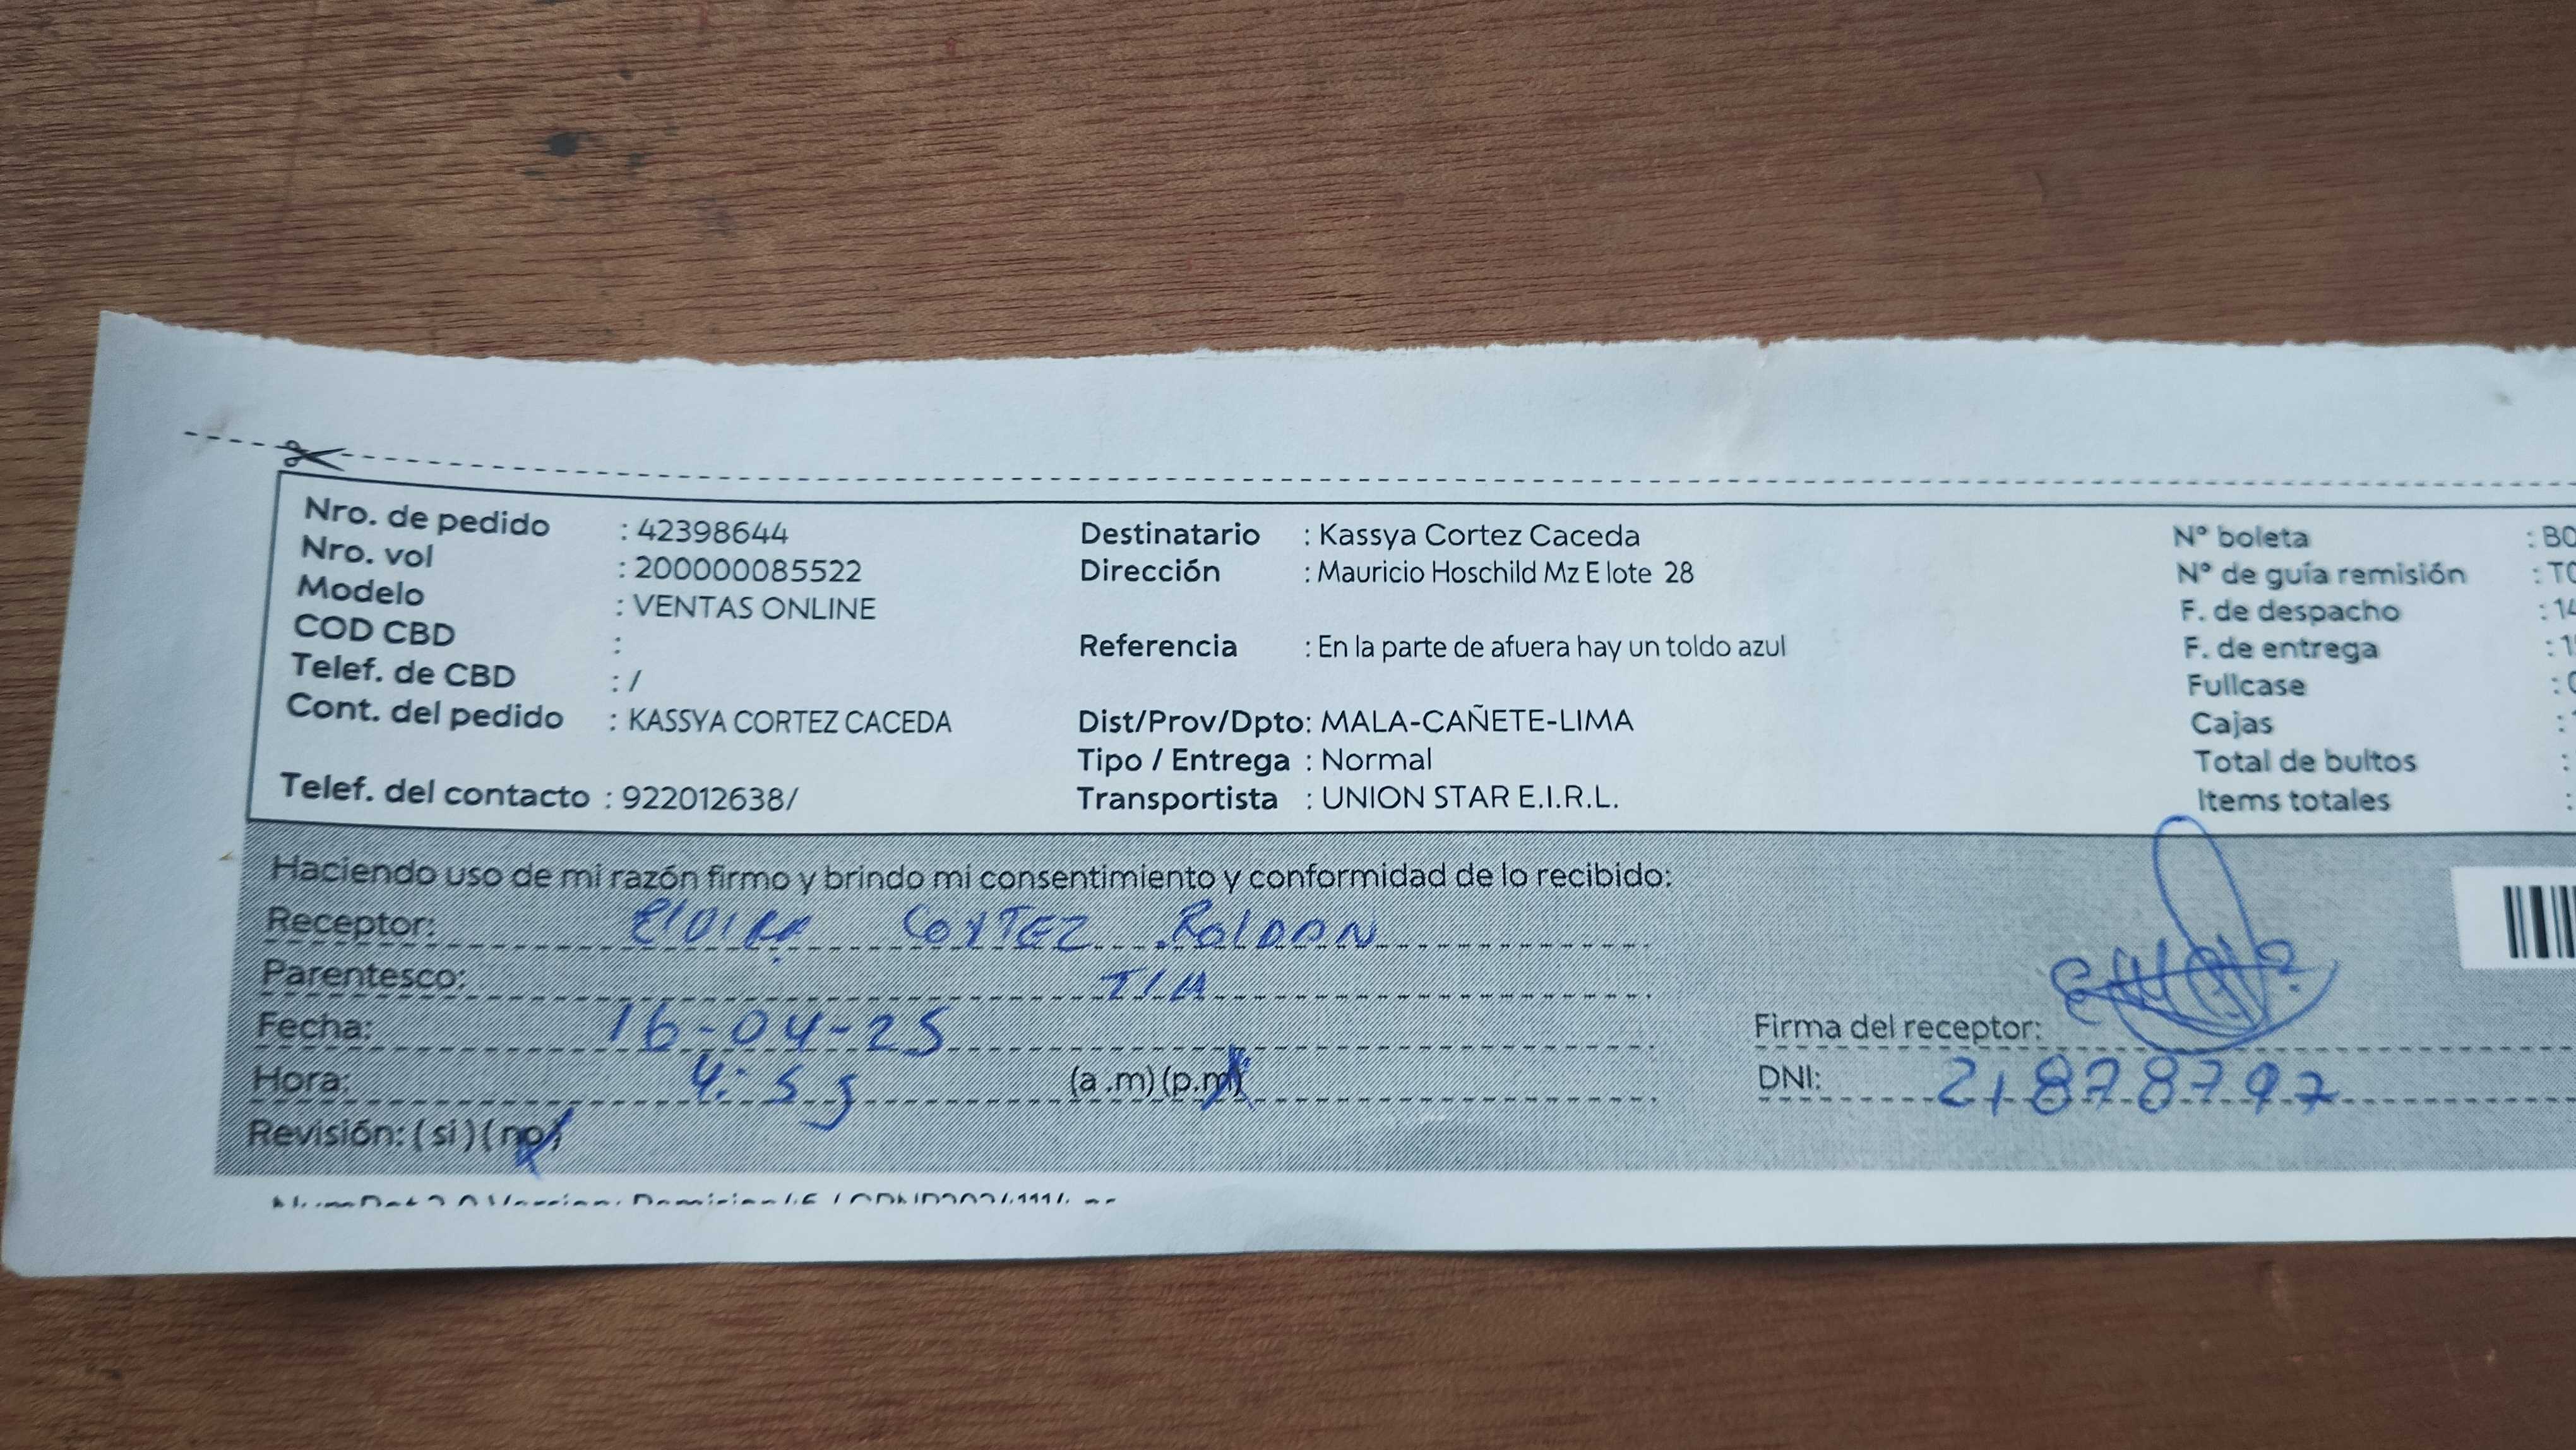 Nro. de pedido : 42398644
Nro. vol : 200000085522
Modelo : VENTAS ONLINE
COD CBD :
Telef. de CBD : /
Cont. del pedido : KASSYA CORTEZ CACEDA
Telef. del contacto : 922012638/
Destinatario : Kassya Cortez Caceda
Dirección : Mauricio Hoschild Mz E lote 28
Referencia : En la parte de afuera hay un toldo azul
Dist/Prov/Dpto: MALA-CAÑETE-LIMA
Tipo / Entrega : Normal
Transportista : UNION STAR E.I.R.L.
N° boleta : BO
N° de guía remisión : TO
F. de despacho : 14
F. de entrega : 1
Fullcase :
Cajas :
Total de bultos :
Items totales :
Haciendo uso de mi razón firmo y brindo mi consentimiento y conformidad de lo recibido:
Receptor: CORTEZ ROLDAN
Parentesco: TIA
Fecha: 16-04-25
Hora: 4:55 (a .m)(p.m)
Revisión: ( si ) ( no )
Firma del receptor:
DNI: 21878797